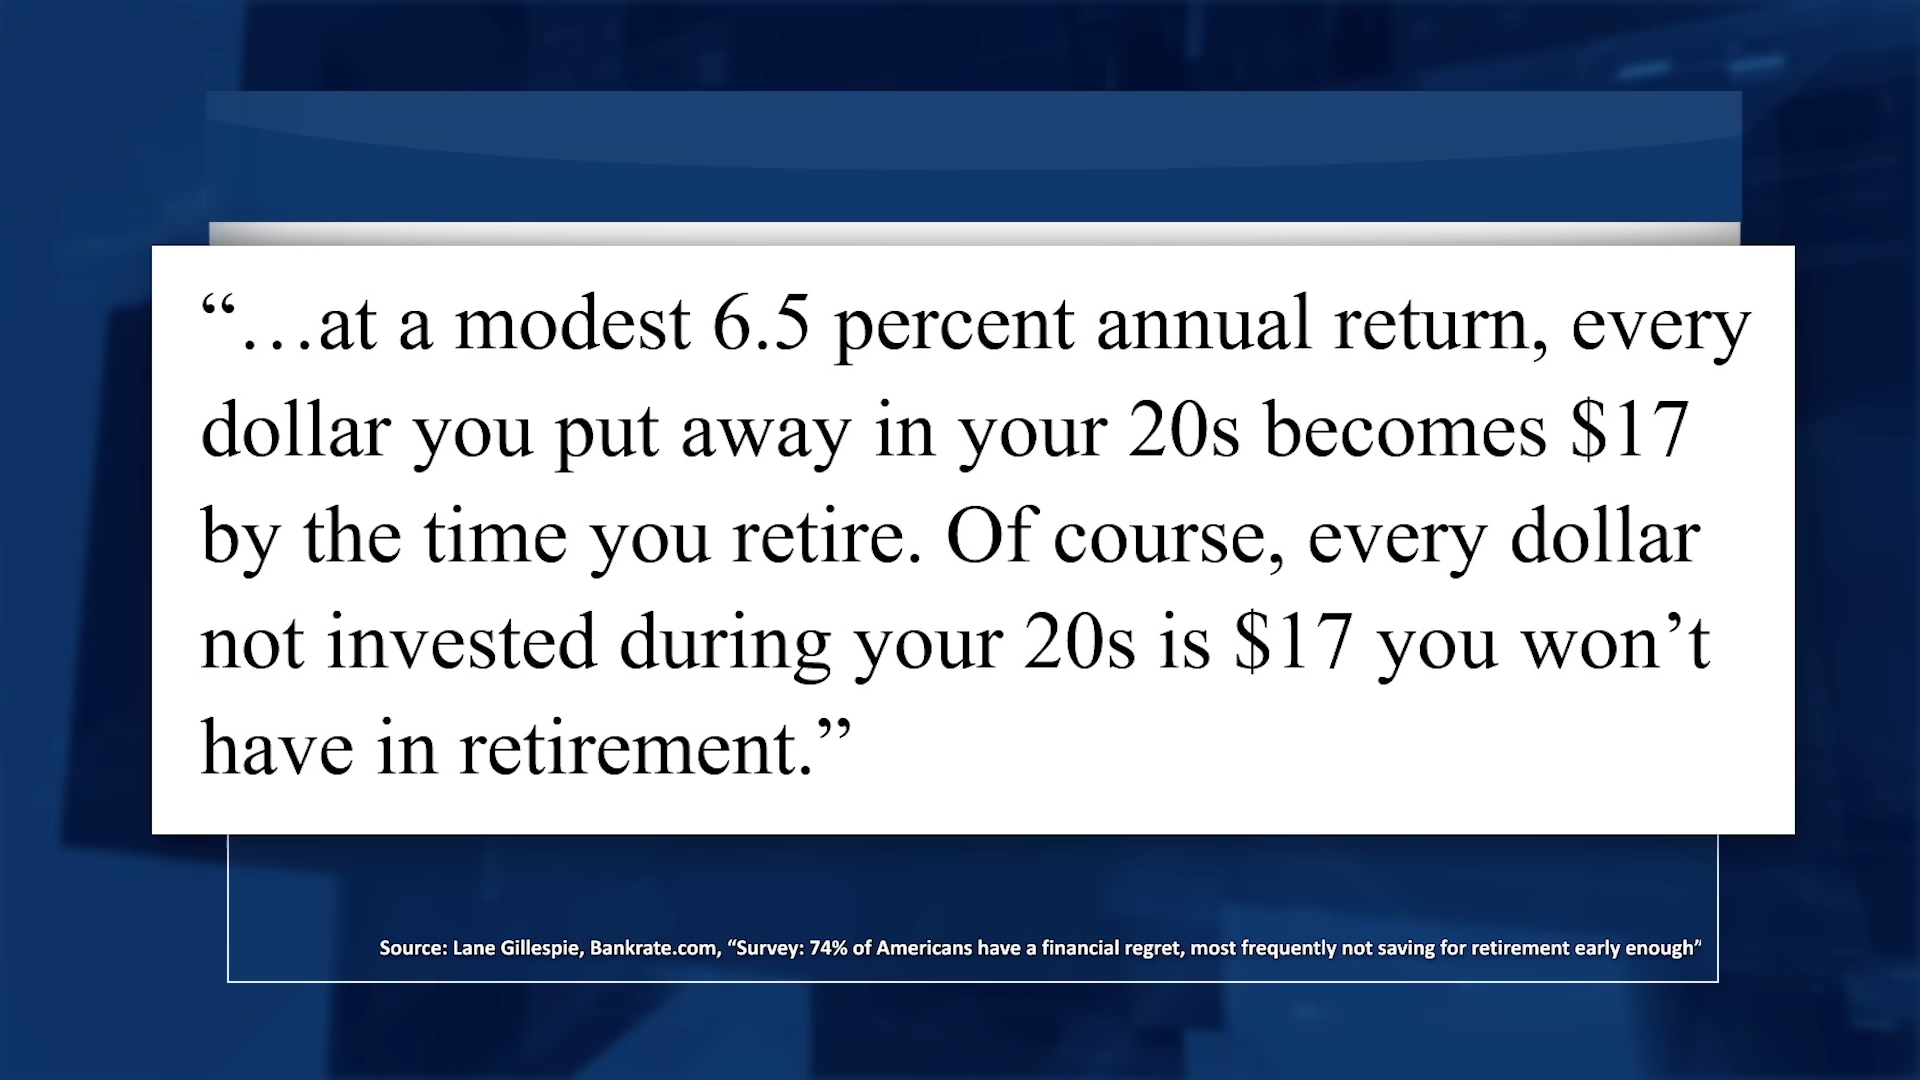 “…at a modest 6.5 percent annual return, every
dollar you put away in your 20s becomes $17
by the time you retire. Of course, every dollar
not invested during your 20s is $17 you won’t
have in retirement.”
Source: Lane Gillespie, Bankrate.com, “Survey: 74% of Americans have a financial regret, most frequently not saving for retirement early enough”